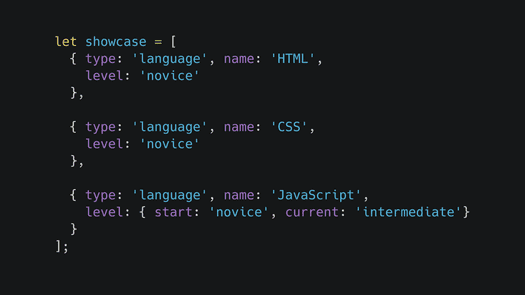 let showcase = [
{ type: 'language', name: 'HTML',
level: 'novice'
},
{ type: 'language', name: 'CSS',
level: 'novice'
},
{ type: 'language', name: 'JavaScript',
level: { start: 'novice', current: 'intermediate'}
}
];